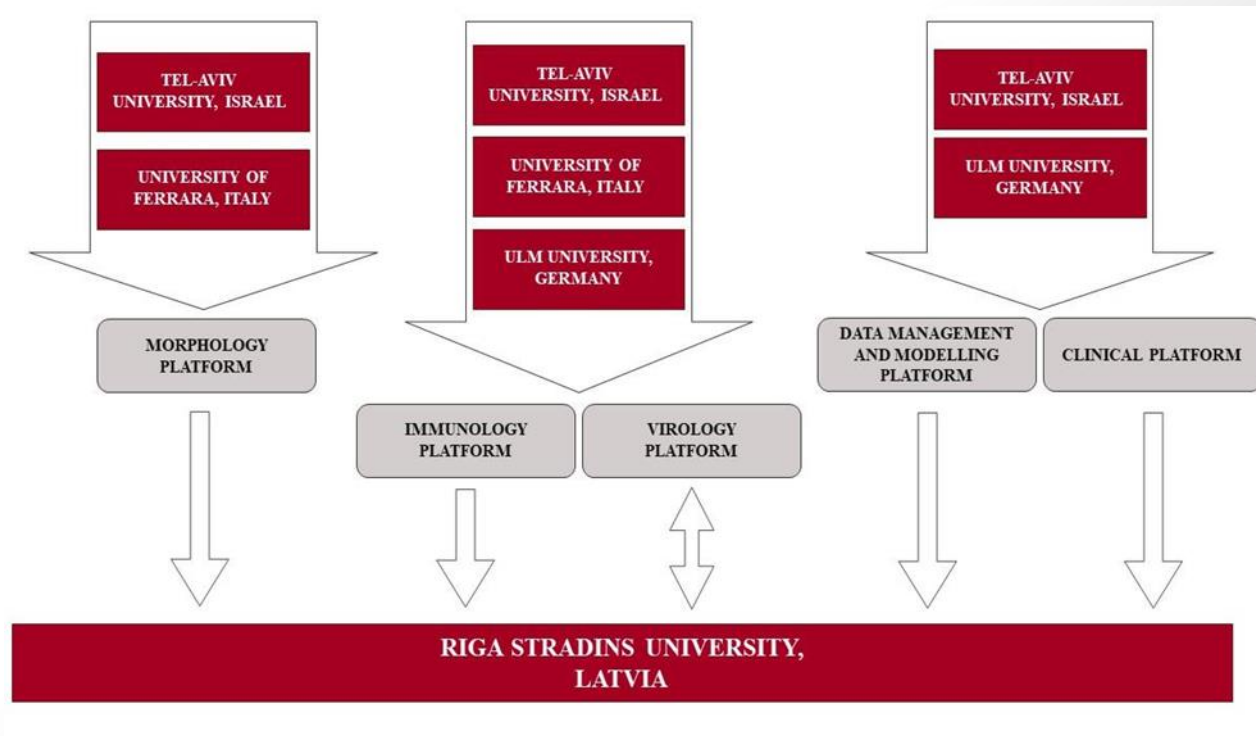 TEL-AVIV
UNIVERSITY, ISRAEL
UNIVERSITY OF
FERRARA, ITALY
MORPHOLOGY
PLATFORM
TEL-AVIV
UNIVERSITY, ISRAEL
UNIVERSITY OF
FERRARA, ITALY
ULM UNIVERSITY,
GERMANY
IMMUNOLOGY
PLATFORM
VIROLOGY
PLATFORM
TEL-AVIV
UNIVERSITY, ISRAEL
ULM UNIVERSITY,
GERMANY
DATA MANAGEMENT
AND MODELLING
PLATFORM
CLINICAL PLATFORM
RIGA STRADINS UNIVERSITY,
LATVIA